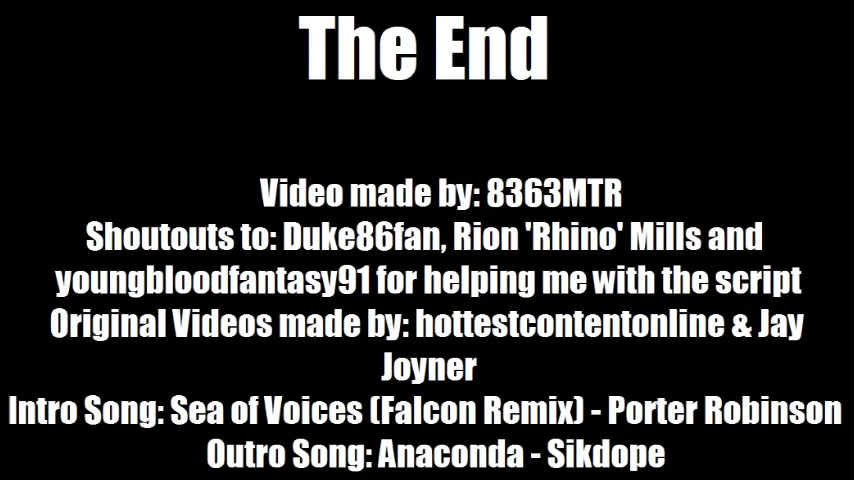 The End
Video made by: 8363MTR
Shoutouts to: Duke86fan, Rion 'Rhino' Mills and
youngbloodfantasy91 for helping me with the script
Original Videos made by: hottestcontentonline & Jay
Joyner
Intro Song: Sea of Voices (Falcon Remix) - Porter Robinson
Outro Song: Anaconda - Sikdope